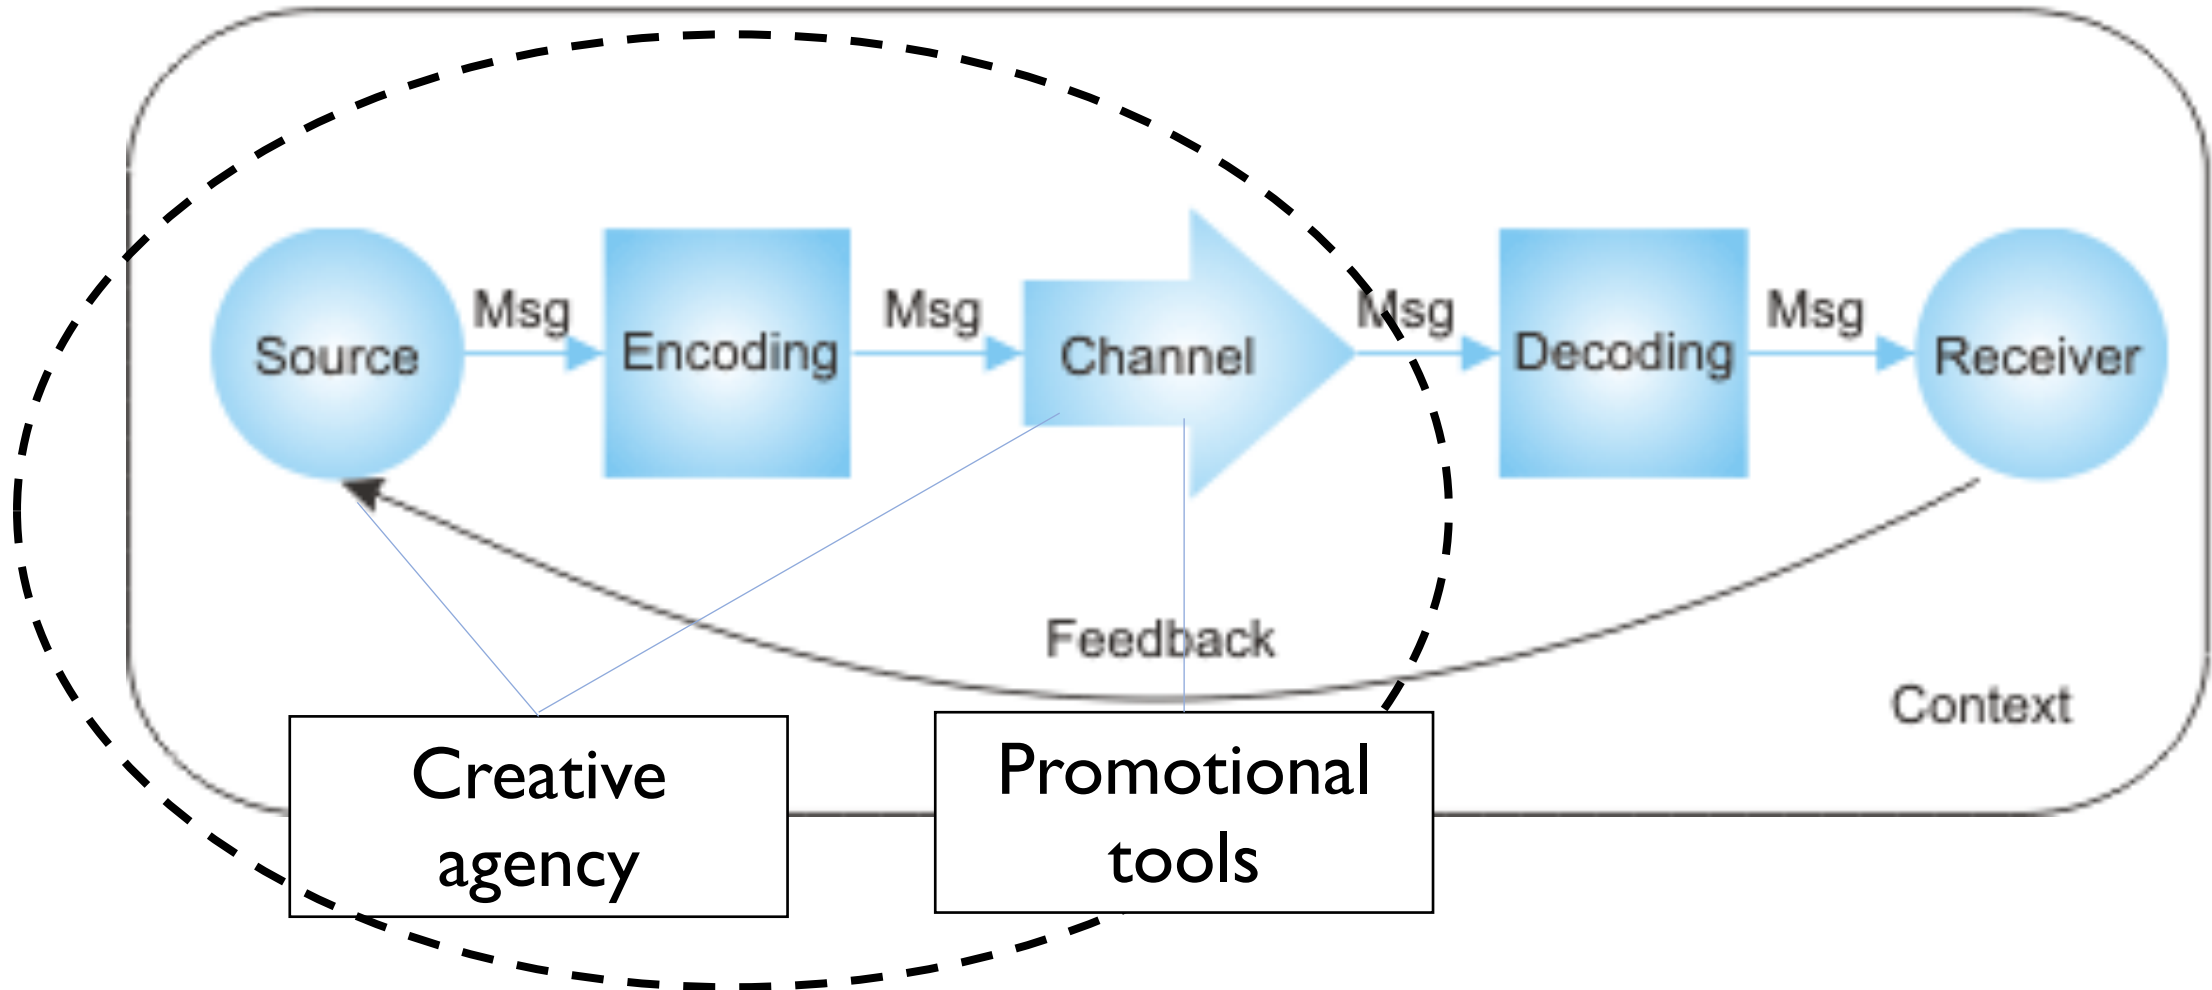 Msg
Msg
Msg
Msg
Source
Encoding
Channel
Decoding
Receiver
Feedback
Context
Creative
agency
Promotional
tools